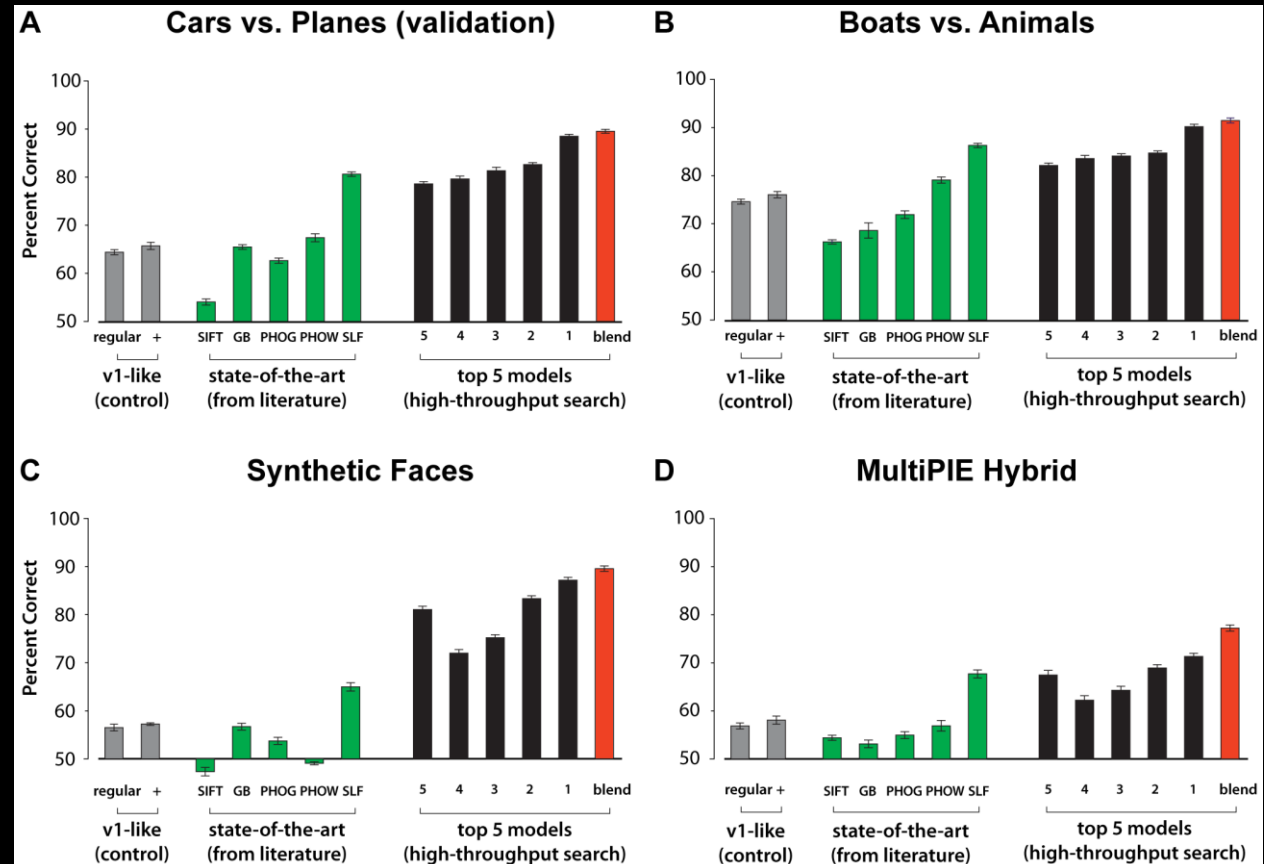 A Cars vs. Planes (validation)
100
90
80
70
60
50
Percent Correct
regular + SIFT GB PHOG PHOW SLF 5 4 3 2 1 blend
v1-like state-of-the-art top 5 models
(control) (from literature) (high-throughput search)
B Boats vs. Animals
100
90
80
70
60
50
regular + SIFT GB PHOG PHOW SLF 5 4 3 2 1 blend
v1-like state-of-the-art top 5 models
(control) (from literature) (high-throughput search)
C Synthetic Faces
100
90
80
70
60
50
Percent Correct
regular + SIFT GB PHOG PHOW SLF 5 4 3 2 1 blend
v1-like state-of-the-art top 5 models
(control) (from literature) (high-throughput search)
D MultiPIE Hybrid
100
90
80
70
60
50
regular + SIFT GB PHOG PHOW SLF 5 4 3 2 1 blend
v1-like state-of-the-art top 5 models
(control) (from literature) (high-throughput search)